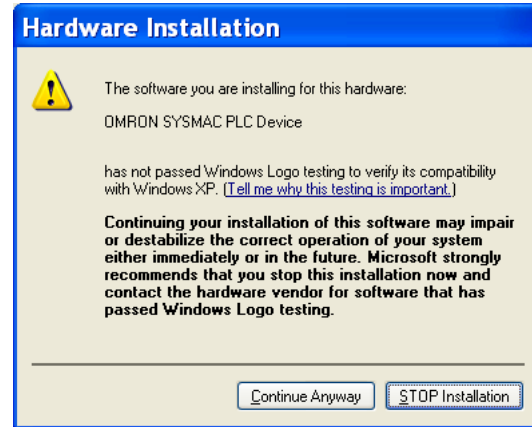 Hardware Installation
The software you are installing for this hardware:
OMRON SYSMAC PLC Device
has not passed Windows Logo testing to verify its compatibility
with Windows XP. (Tell me why this testing is important.)
Continuing your installation of this software may impair
or destabilize the correct operation of your system
either immediately or in the future. Microsoft strongly
recommends that you stop this installation now and
contact the hardware vendor for software that has
passed Windows Logo testing.
Continue Anyway
STOP Installation